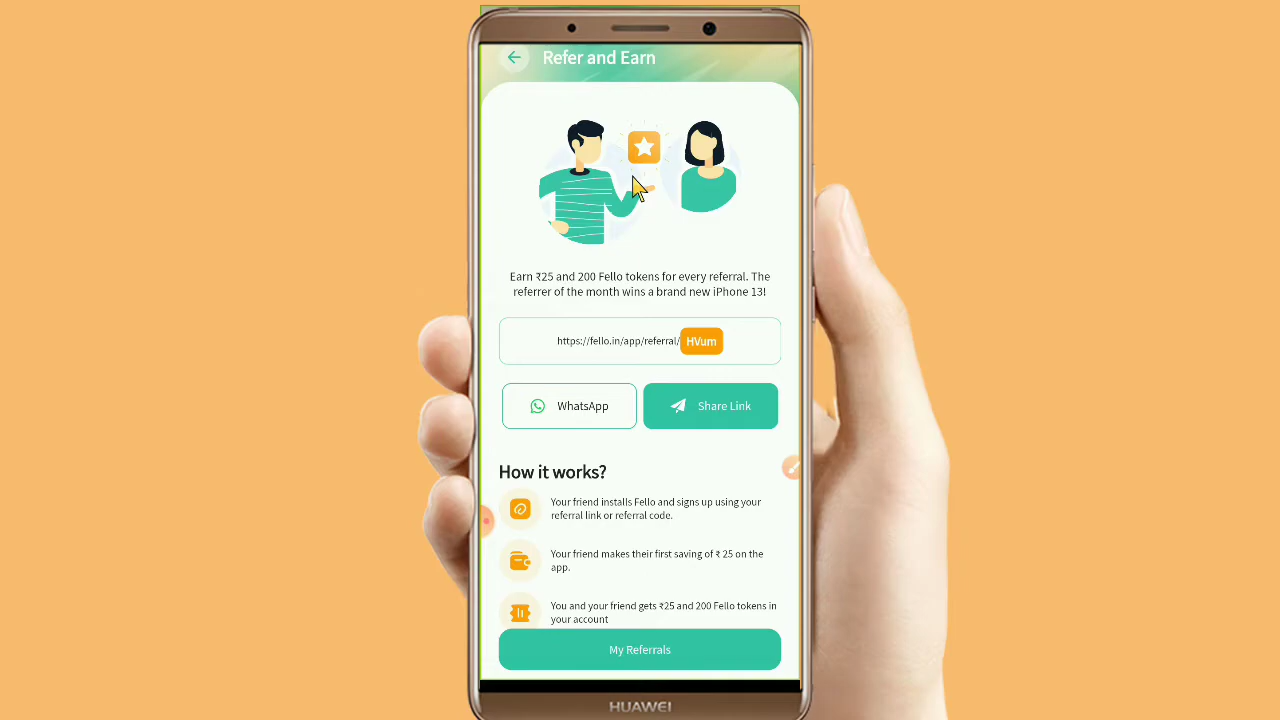 Refer and Earn
Earn ₹25 and 200 Fello tokens for every referral. The
referrer of the month wins a brand new iPhone 13!
https://fello.in/app/referral/HVum
WhatsApp
Share Link
How it works?
Your friend installs Fello and signs up using your
referral link or referral code.
Your friend makes their first saving of ₹ 25 on the
app.
You and your friend gets ₹25 and 200 Fello tokens in
your account
My Referrals
HUAWEI